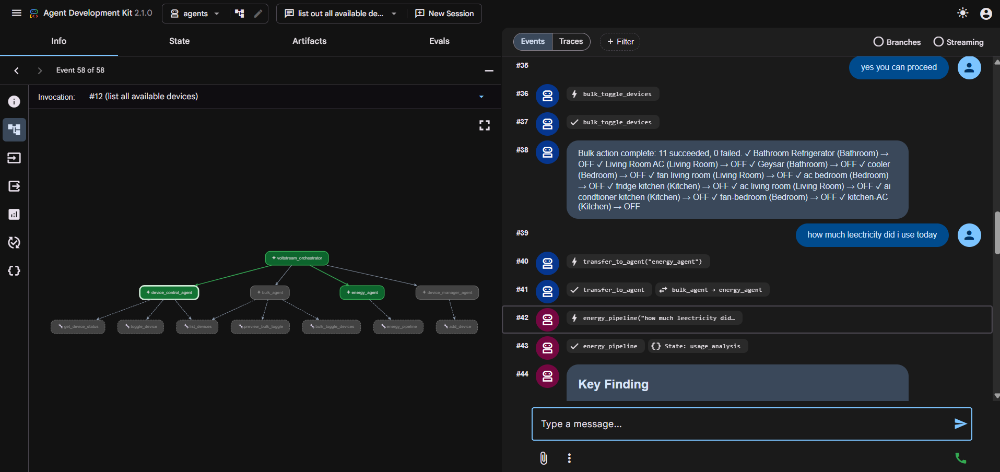 Agent Development Kit 2.1.0
agents
list out all available de...
New Session
Info
State
Artifacts
Evals
Event 58 of 58
Invocation:
#12 (list all available devices)
voltstream_orchestrator
device_control_agent
bulk_agent
energy_agent
device_manager_agent
get_device_status
toggle_device
list_devices
preview_bulk_toggle
bulk_toggle_devices
energy_pipeline
add_device
Events
Traces
+ Filter
Branches
Streaming
#35
yes you can proceed
#36
bulk_toggle_devices
#37
bulk_toggle_devices
#38
Bulk action complete: 11 succeeded, 0 failed. ✓ Bathroom Refrigerator (Bathroom) →
OFF ✓ Living Room AC (Living Room) → OFF ✓ Geysar (Bathroom) → OFF ✓ cooler
(Bedroom) → OFF ✓ fan living room (Living Room) → OFF ✓ ac bedroom (Bedroom)
→ OFF ✓ fridge kitchen (Kitchen) → OFF ✓ ac living room (Living Room) → OFF ✓ ai
condtioner kitchen (Kitchen) → OFF ✓ fan-bedroom (Bedroom) → OFF ✓ kitchen-AC
(Kitchen) → OFF
#39
how much leectricity did i use today
#40
transfer_to_agent("energy_agent")
#41
transfer_to_agent
bulk_agent → energy_agent
#42
energy_pipeline("how much leectricity did…
#43
energy_pipeline
{} State: usage_analysis
#44
Key Finding
Type a message...